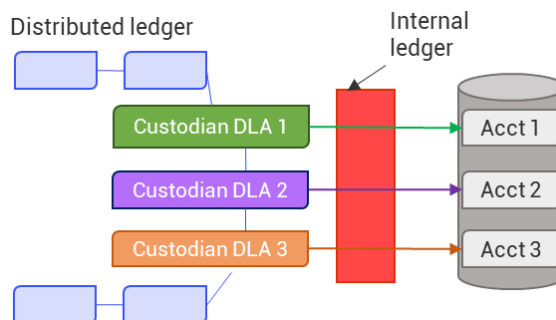 Distributed ledger
Internal
ledger
Custodian DLA 1
Acct 1
Custodian DLA 2
Acct 2
Custodian DLA 3
Acct 3